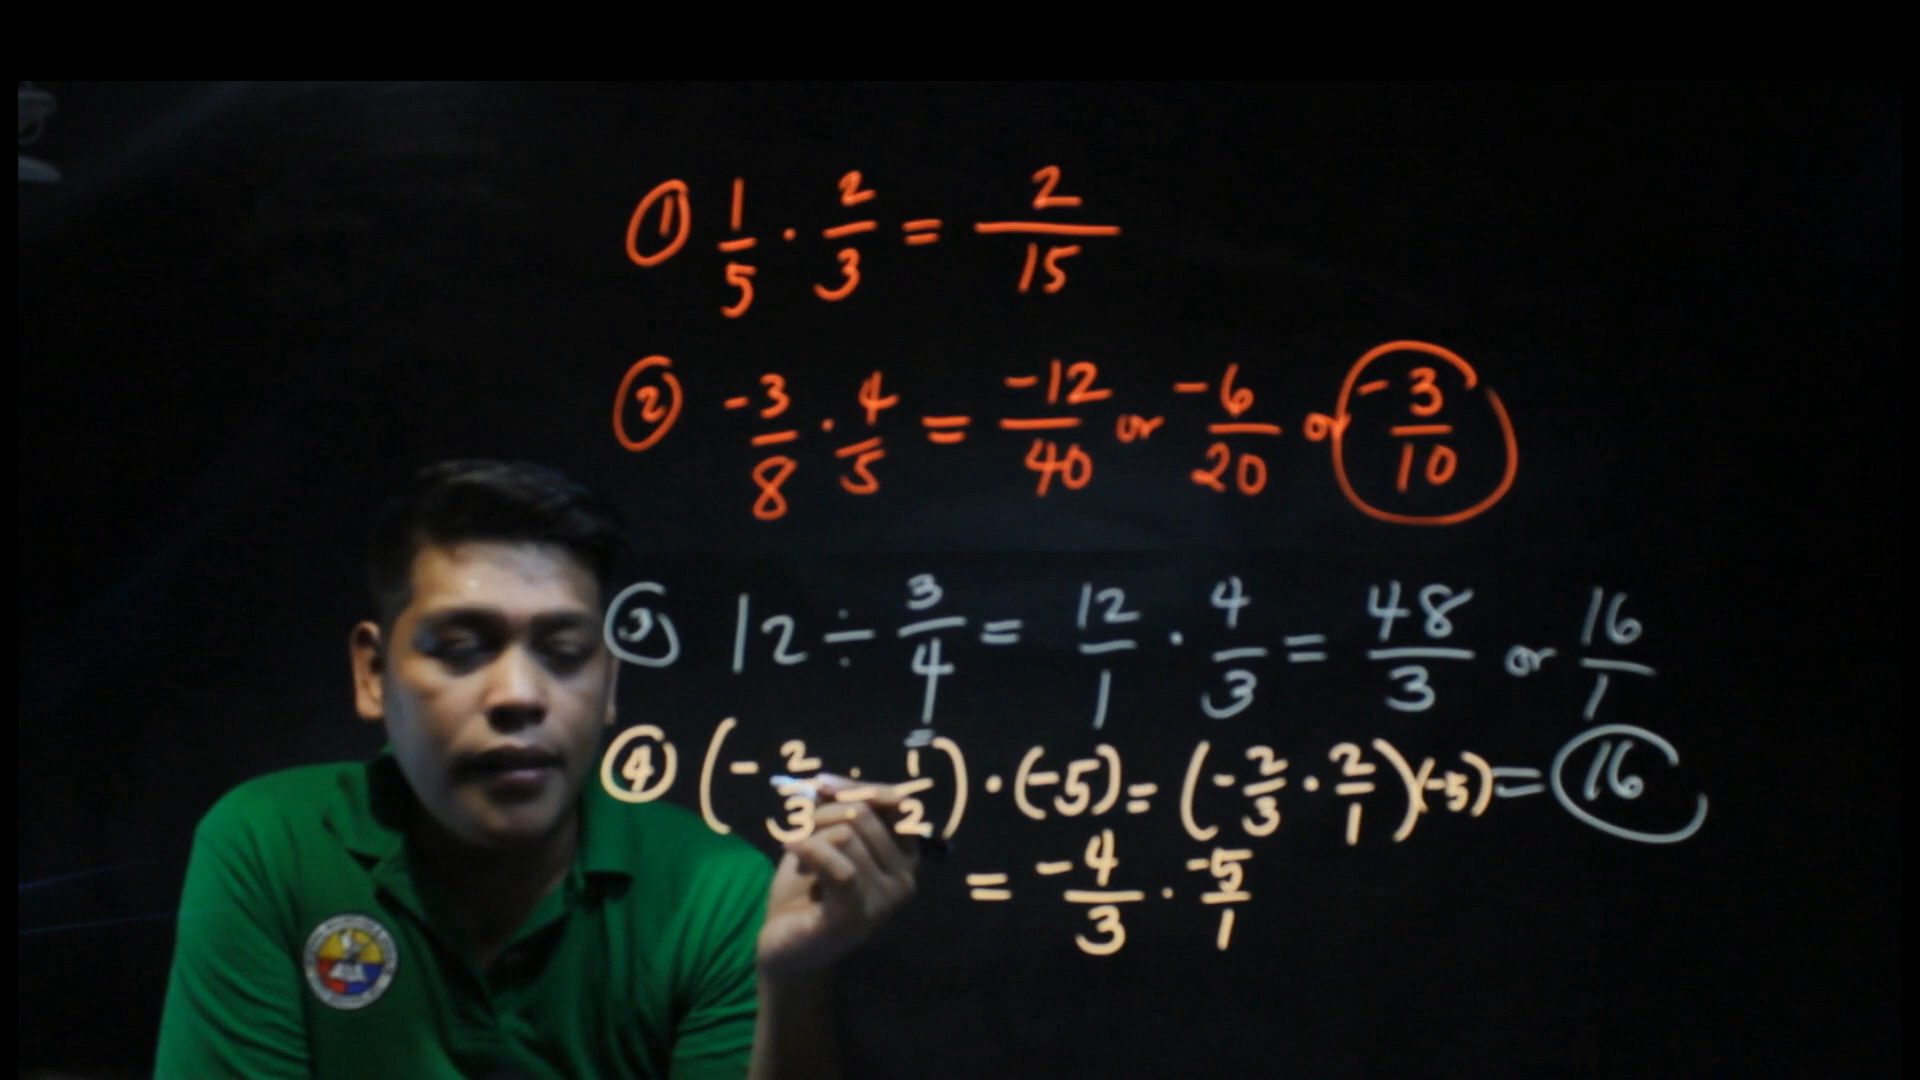 ① 1/5 · 2/3 = 2/15
② -3/8 · 4/5 = -12/40 or -6/20 or -3/10
③ 12 ÷ 3/4 = 12/1 · 4/3 = 48/3 or 16/1
= 16
④ (-2/3 ÷ 1/2) · (-5) = (-2/3 · 2/1)(-5)
= -4/3 · -5/1